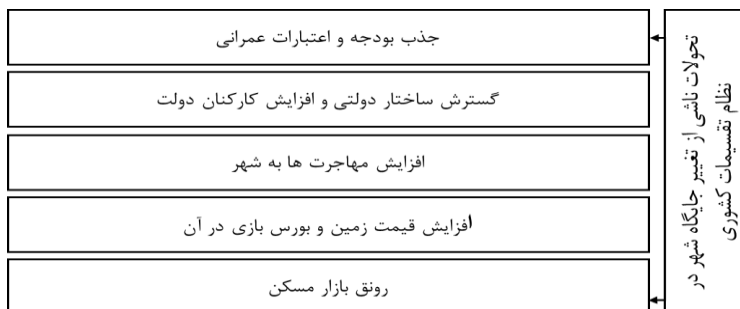 تحولات ناشی از تغییر جایگاه شهر در
نظام تقسیمات کشوری
جذب بودجه و اعتبارات عمرانی
گسترش ساختار دولتی و افزایش کارکنان دولت
افزایش مهاجرت ها به شهر
افزایش قیمت زمین و بورس بازی در آن
رونق بازار مسکن